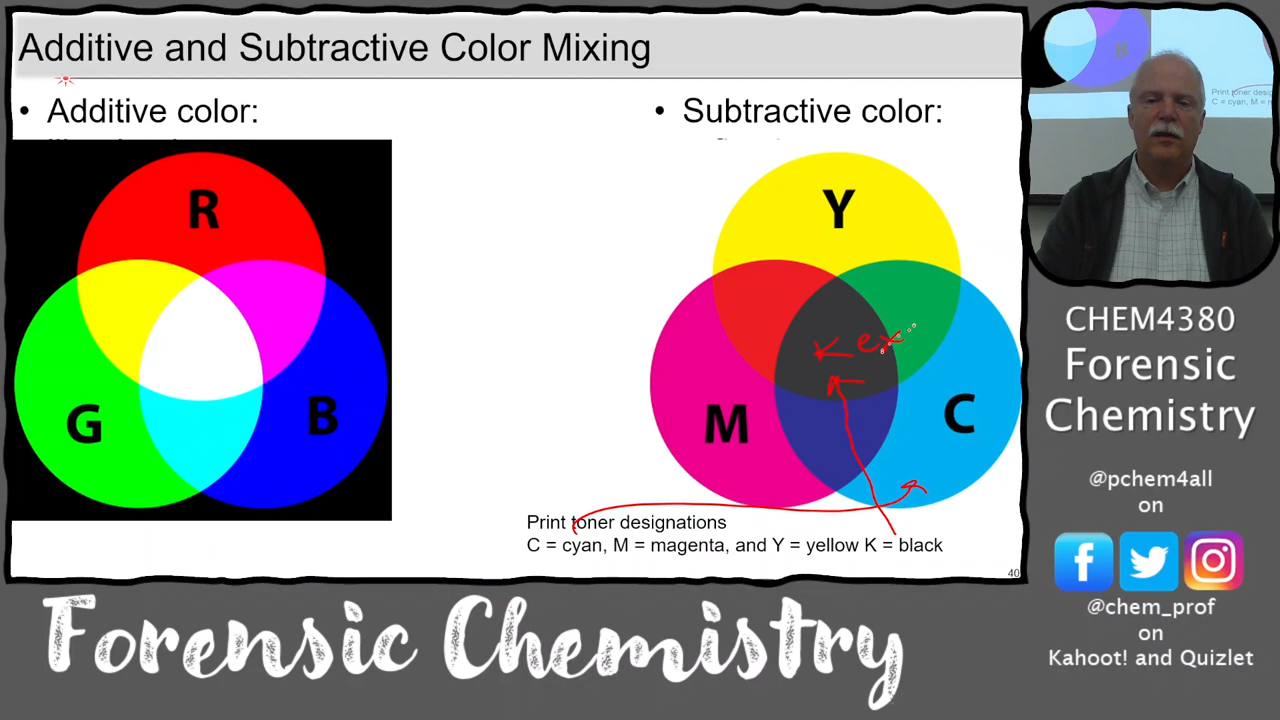 Additive and Subtractive Color Mixing
• Additive color:
• Subtractive color:
R
G
B
Y
M
C
K ex
Print toner designations
C = cyan, M = magenta, and Y = yellow K = black
40
B
CHEM4380
Forensic
Chemistry
@pchem4all
on
f
@chem_prof
on
Kahoot! and Quizlet
Forensic Chemistry